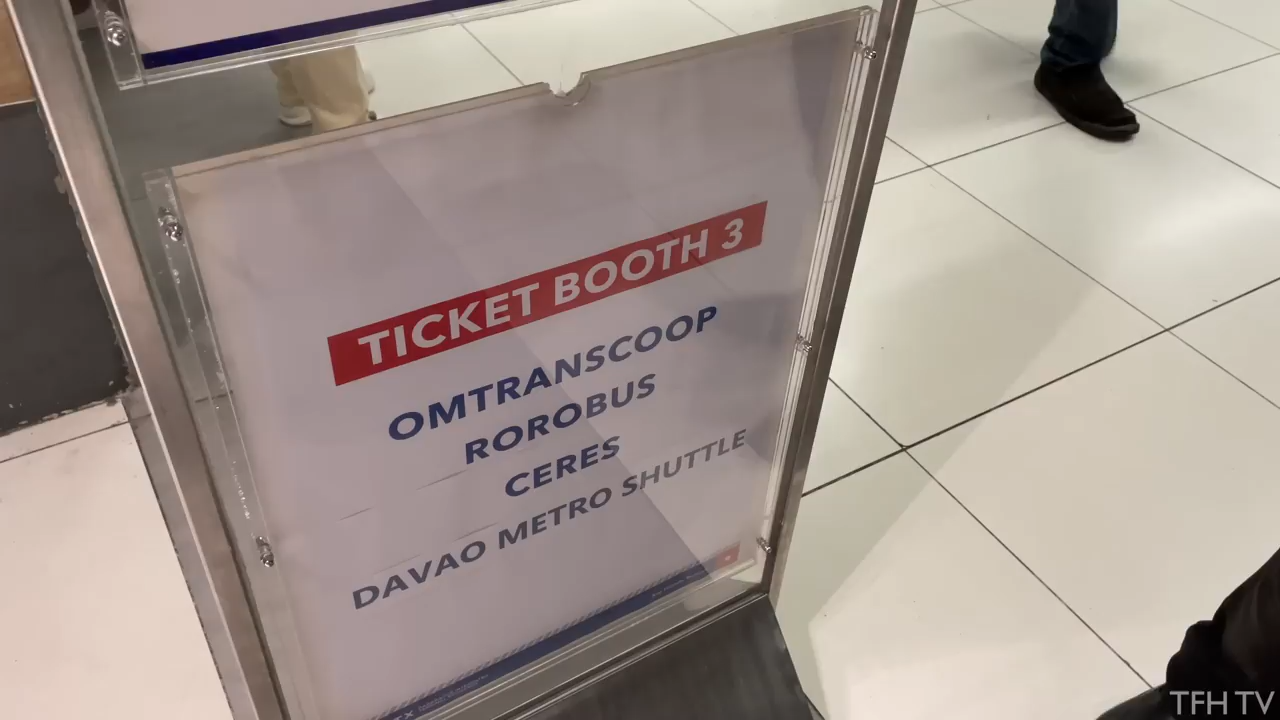 TICKET BOOTH 3
OMTRANSCOOP
ROROBUS
CERES
DAVAO METRO SHUTTLE
TFH TV